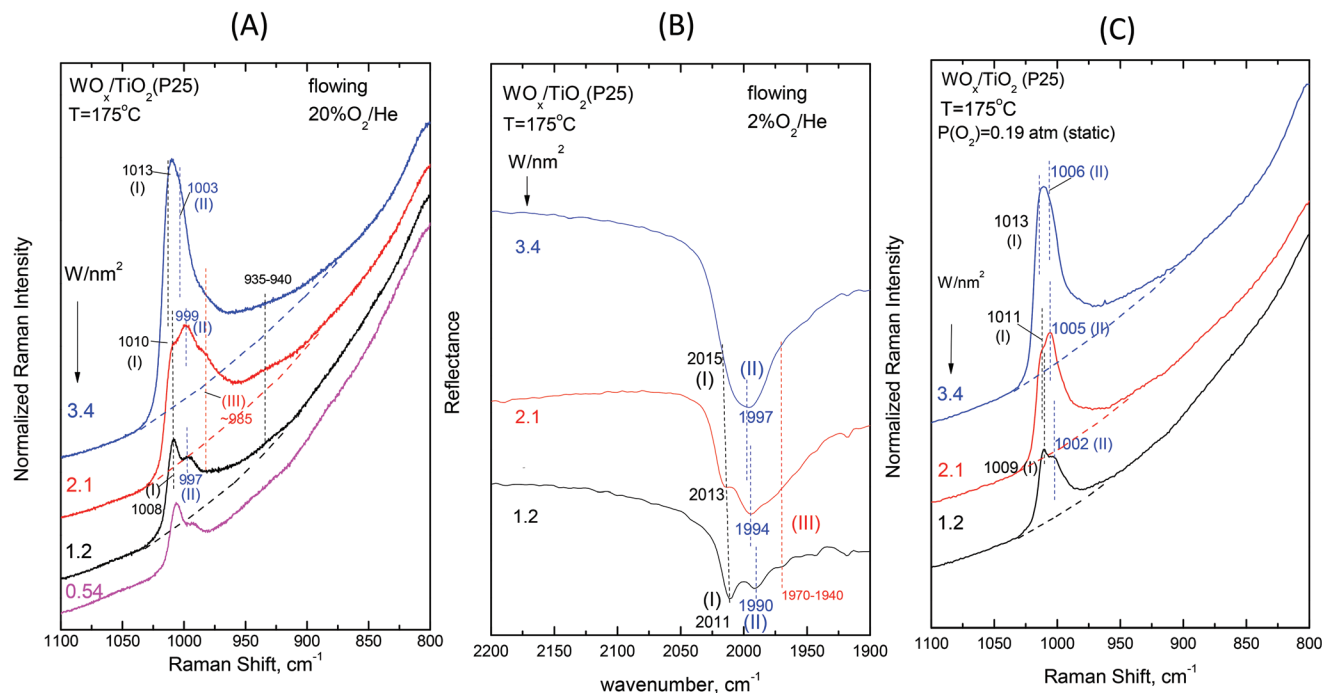 (A)
WOx/TiO2(P25)
T=175°C
flowing
20%O2/He
1013
(I)
1003
(II)
W/nm2
935-940
999
(II)
1010
(I)
(III)
~985
3.4
2.1
(I)
997
(II)
1008
1.2
0.54
Normalized Raman Intensity
1100 1050 1000 950 900 850 800
Raman Shift, cm-1
(B)
WOx/TiO2(P25)
T=175°C
flowing
2%O2/He
W/nm2
3.4
2015
(I)
(II)
1997
2.1
2013
1994
(III)
1.2
(I)
2011
1990
(II)
1970-1940
Reflectance
2200 2150 2100 2050 2000 1950 1900
wavenumber, cm-1
(C)
WOx/TiO2 (P25)
T=175°C
P(O2)=0.19 atm (static)
1006 (II)
1013
(I)
W/nm2
1011
(I)
1005 (II)
3.4
1002 (II)
2.1
1009 (I)
1.2
Normalized Raman Intensity
1100 1050 1000 950 900 850 800
Raman Shift, cm-1